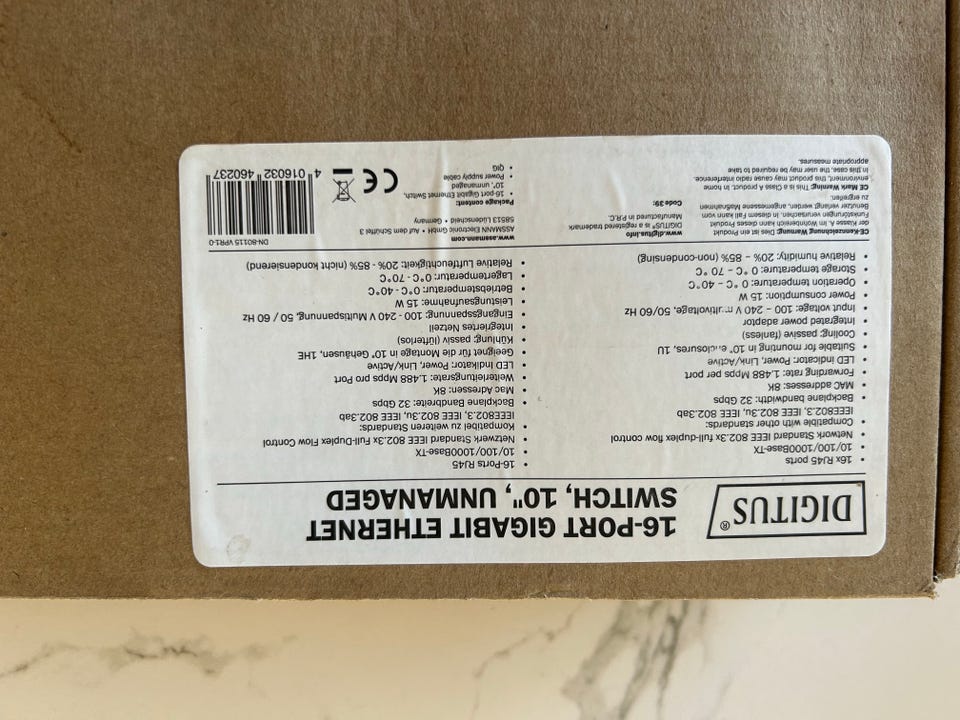 DIGITUS®
16-PORT GIGABIT ETHERNET
SWITCH, 10", UNMANAGED
• 16x RJ45 ports
• 10/100/1000Base-TX
• Network Standard IEEE 802.3x full-duplex flow control
• Compatible with other standards:
IEEE802.3, IEEE 802.3u, IEEE 802.3ab
• Backplane bandwidth 32 Gbps
• MAC addresses: 8K
• Forwarding rate: 1.488 Mpps per port
• LED indicator: Power, Link/Active
• Suitable for mounting in 10" enclosures, 1U
• Cooling: passive (fanless)
• Integrated power adaptor
• Input voltage: 100 – 240 V multivoltage, 50/60 Hz
• Power consumption: 15 W
• Operation temperature: 0 °C – 40 °C
• Storage temperature: 0 °C – 70 °C
• Relative humidity: 20% – 85% (non-condensing)
• 16-Ports RJ45
• 10/100/1000Base-TX
• Netzwerk Standard IEEE 802.3x Full-Duplex Flow Control
• Kompatibel zu weiteren Standards:
IEEE802.3, IEEE 802.3u, IEEE 802.3ab
• Backplane Bandbreite 32 Gbps
• Mac Adressen: 8K
• Weiterleitungsrate: 1.488 Mpps pro Port
• LED Indikator: Power, Link/Active
• Geeignet für die Montage in 10" Gehäusen, 1HE
• Kühlung: passiv (lüfterlos)
• Integriertes Netzteil
• Eingangsspannung: 100 - 240 V Multispannung, 50 / 60 Hz
• Leistungsaufnahme: 15 W
• Betriebstemperatur: 0 °C - 40 °C
• Lagertemperatur: 0 °C - 70 °C
• Relative Luftfeuchtigkeit: 20% - 85% (nicht kondensierend)
CE-Kennzeichnung: Warnung: Dies ist ein Produkt
der Klasse A. Im Wohnbereich kann dieses Produkt
Funkstörungen verursachen. In diesem Fall kann vom
Benutzer verlangt werden, angemessene Maßnahmen
zu ergreifen.
CE Mark Warning: This is a Class A product. In home
environment, this product may cause radio interference.
In this case, the user may be required to take
appropriate measures.
www.digitus.info
DIGITUS® is a registered trademark
Manufactured in P.R.C.
Code 39:
www.assmann.com
ASSMANN Electronic GmbH • Auf dem Schüffel 3
58513 Lüdenscheid • Germany
Package content:
• 16-port Gigabit Ethernet Switch,
10", unmanaged
• Power supply cable
• QIG
CE
DN-80115 VPR1-0
4 016032 460237